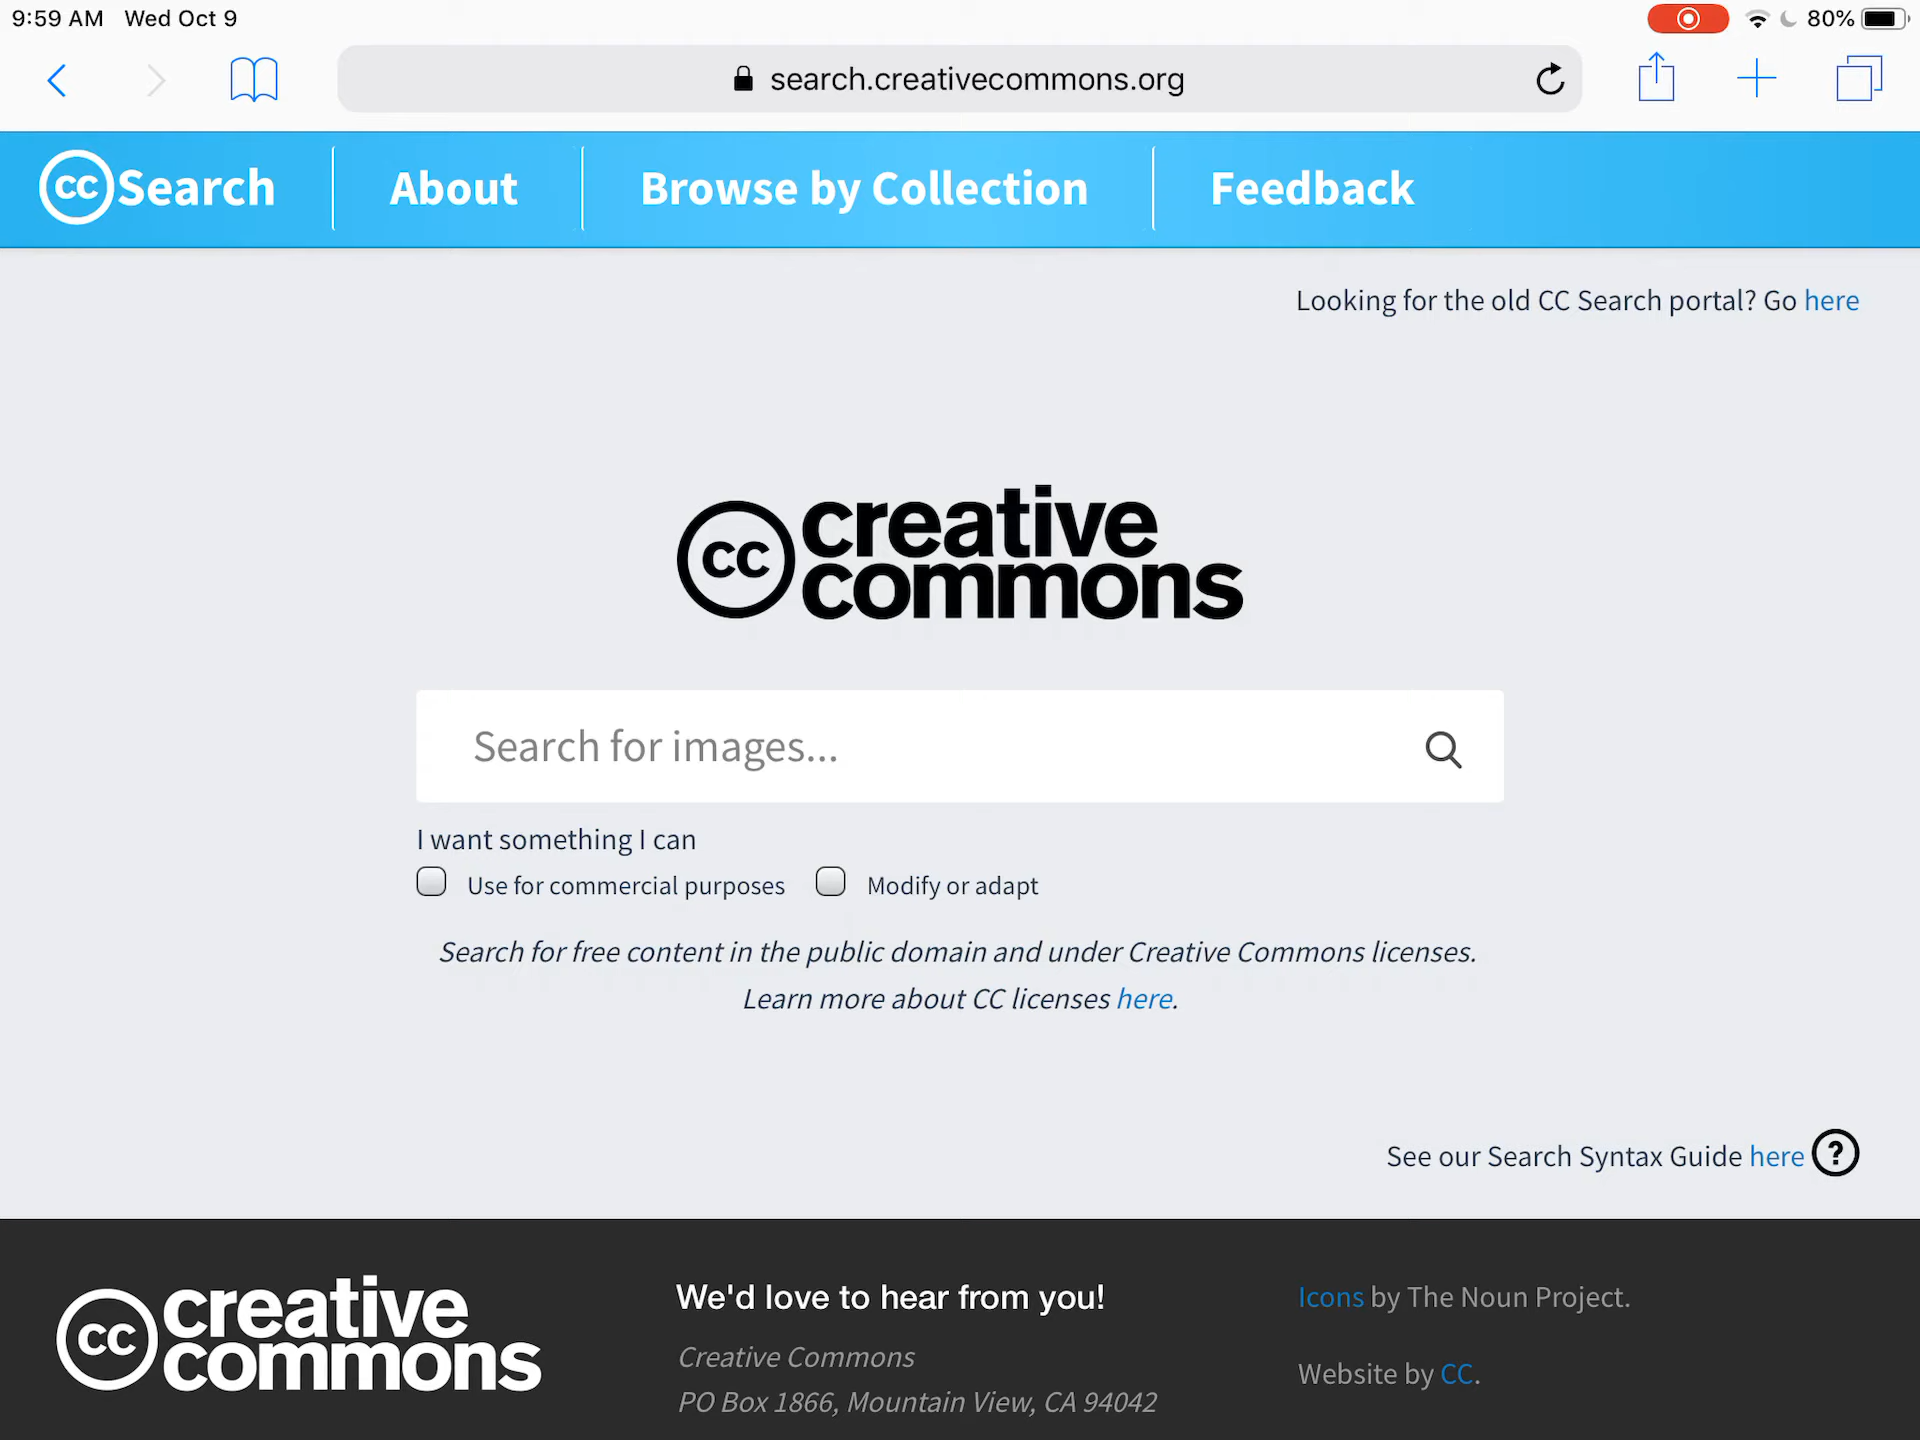 9:59 AM Wed Oct 9
80%
search.creativecommons.org
cc Search
About
Browse by Collection
Feedback
Looking for the old CC Search portal? Go here
cc creative
commons
Search for images...
I want something I can
Use for commercial purposes
Modify or adapt
Search for free content in the public domain and under Creative Commons licenses.
Learn more about CC licenses here.
See our Search Syntax Guide here ?
cc creative
commons
We'd love to hear from you!
Creative Commons
PO Box 1866, Mountain View, CA 94042
Icons by The Noun Project.
Website by CC.